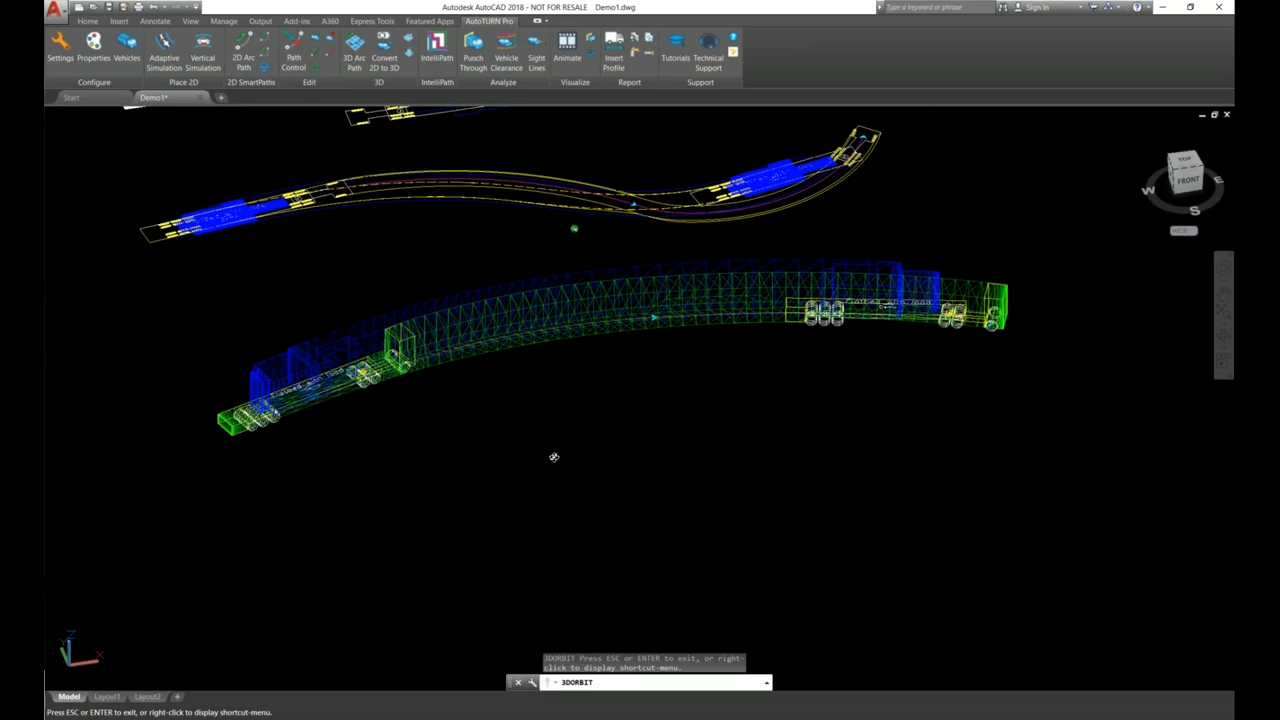 Autodesk AutoCAD 2018 - NOT FOR RESALE Demo1.dwg
Type a keyword or phrase
Sign In
Home Insert Annotate View Manage Output Add-ins A360 Express Tools Featured Apps AutoTURN Pro
Settings Properties Vehicles Adaptive Simulation Vertical Simulation 2D Arc Path Path Control 3D Arc Path Convert 2D to 3D IntelliPath Punch Through Vehicle Clearance Sight Lines Animate Insert Profile Tutorials Technical Support
Configure Place 2D 2D SmartPaths Edit 3D IntelliPath Analyze Visualize Report Support
Start Demo1*
TOP
FRONT
W E
S
WCS
Z
X
3DORBIT Press ESC or ENTER to exit, or right-
click to display shortcut-menu.
3DORBIT
Model Layout1 Layout2
Press ESC or ENTER to exit, or right-click to display shortcut-menu.